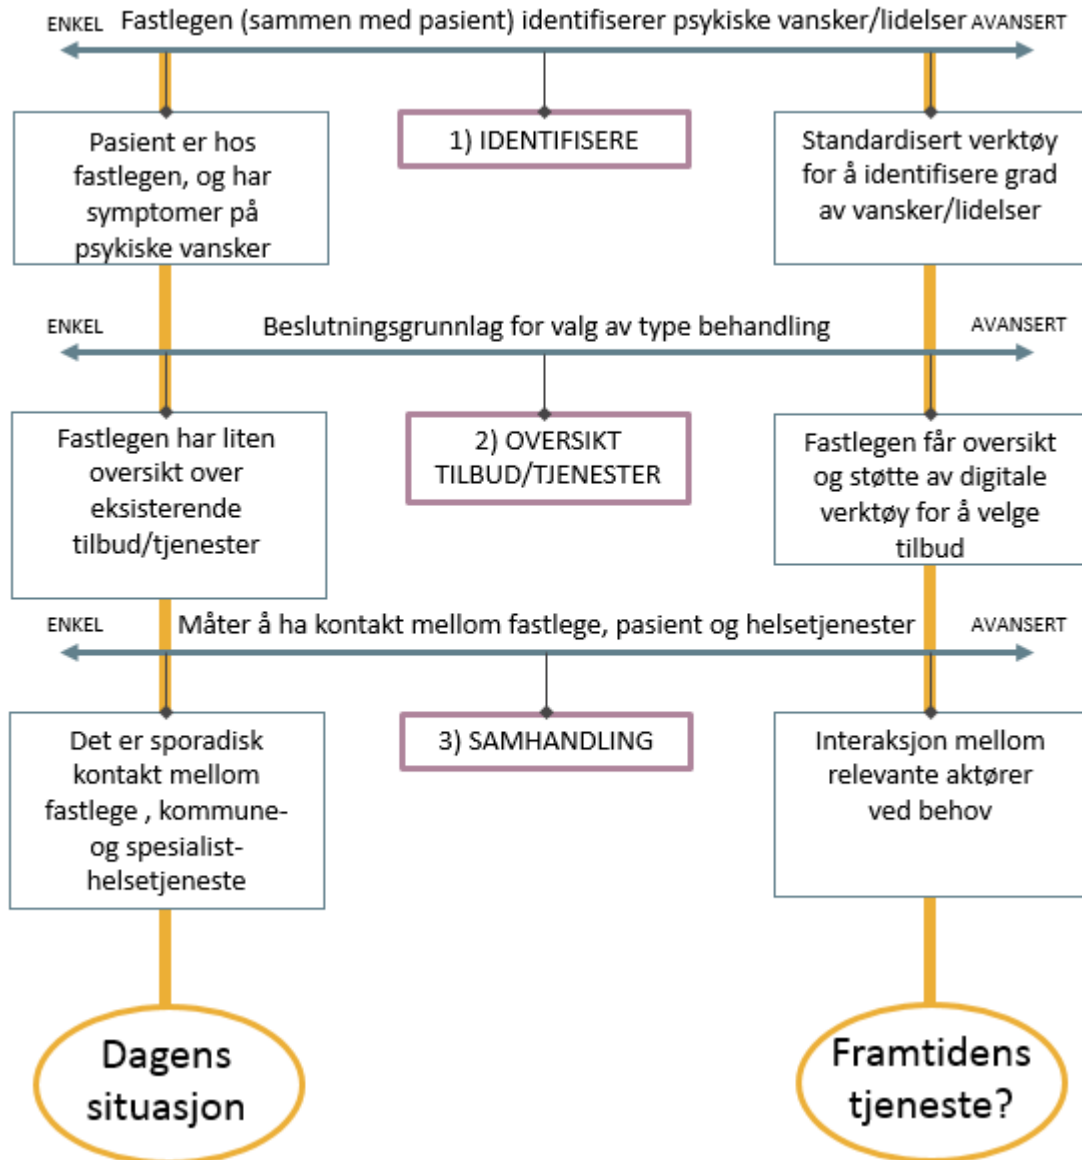 ENKEL Fastlegen (sammen med pasient) identifiserer psykiske vansker/lidelser AVANSERT
Pasient er hos
fastlegen, og har
symptomer på
psykiske vansker
1) IDENTIFISERE
Standardisert verktøy
for å identifisere grad
av vansker/lidelser
ENKEL Beslutningsgrunnlag for valg av type behandling AVANSERT
Fastlegen har liten
oversikt over
eksisterende
tilbud/tjenester
2) OVERSIKT
TILBUD/TJENESTER
Fastlegen får oversikt
og støtte av digitale
verktøy for å velge
tilbud
ENKEL Måter å ha kontakt mellom fastlege, pasient og helsetjenester AVANSERT
Det er sporadisk
kontakt mellom
fastlege , kommune-
og spesialist-
helsetjeneste
3) SAMHANDLING
Interaksjon mellom
relevante aktører
ved behov
Dagens
situasjon
Framtidens
tjeneste?